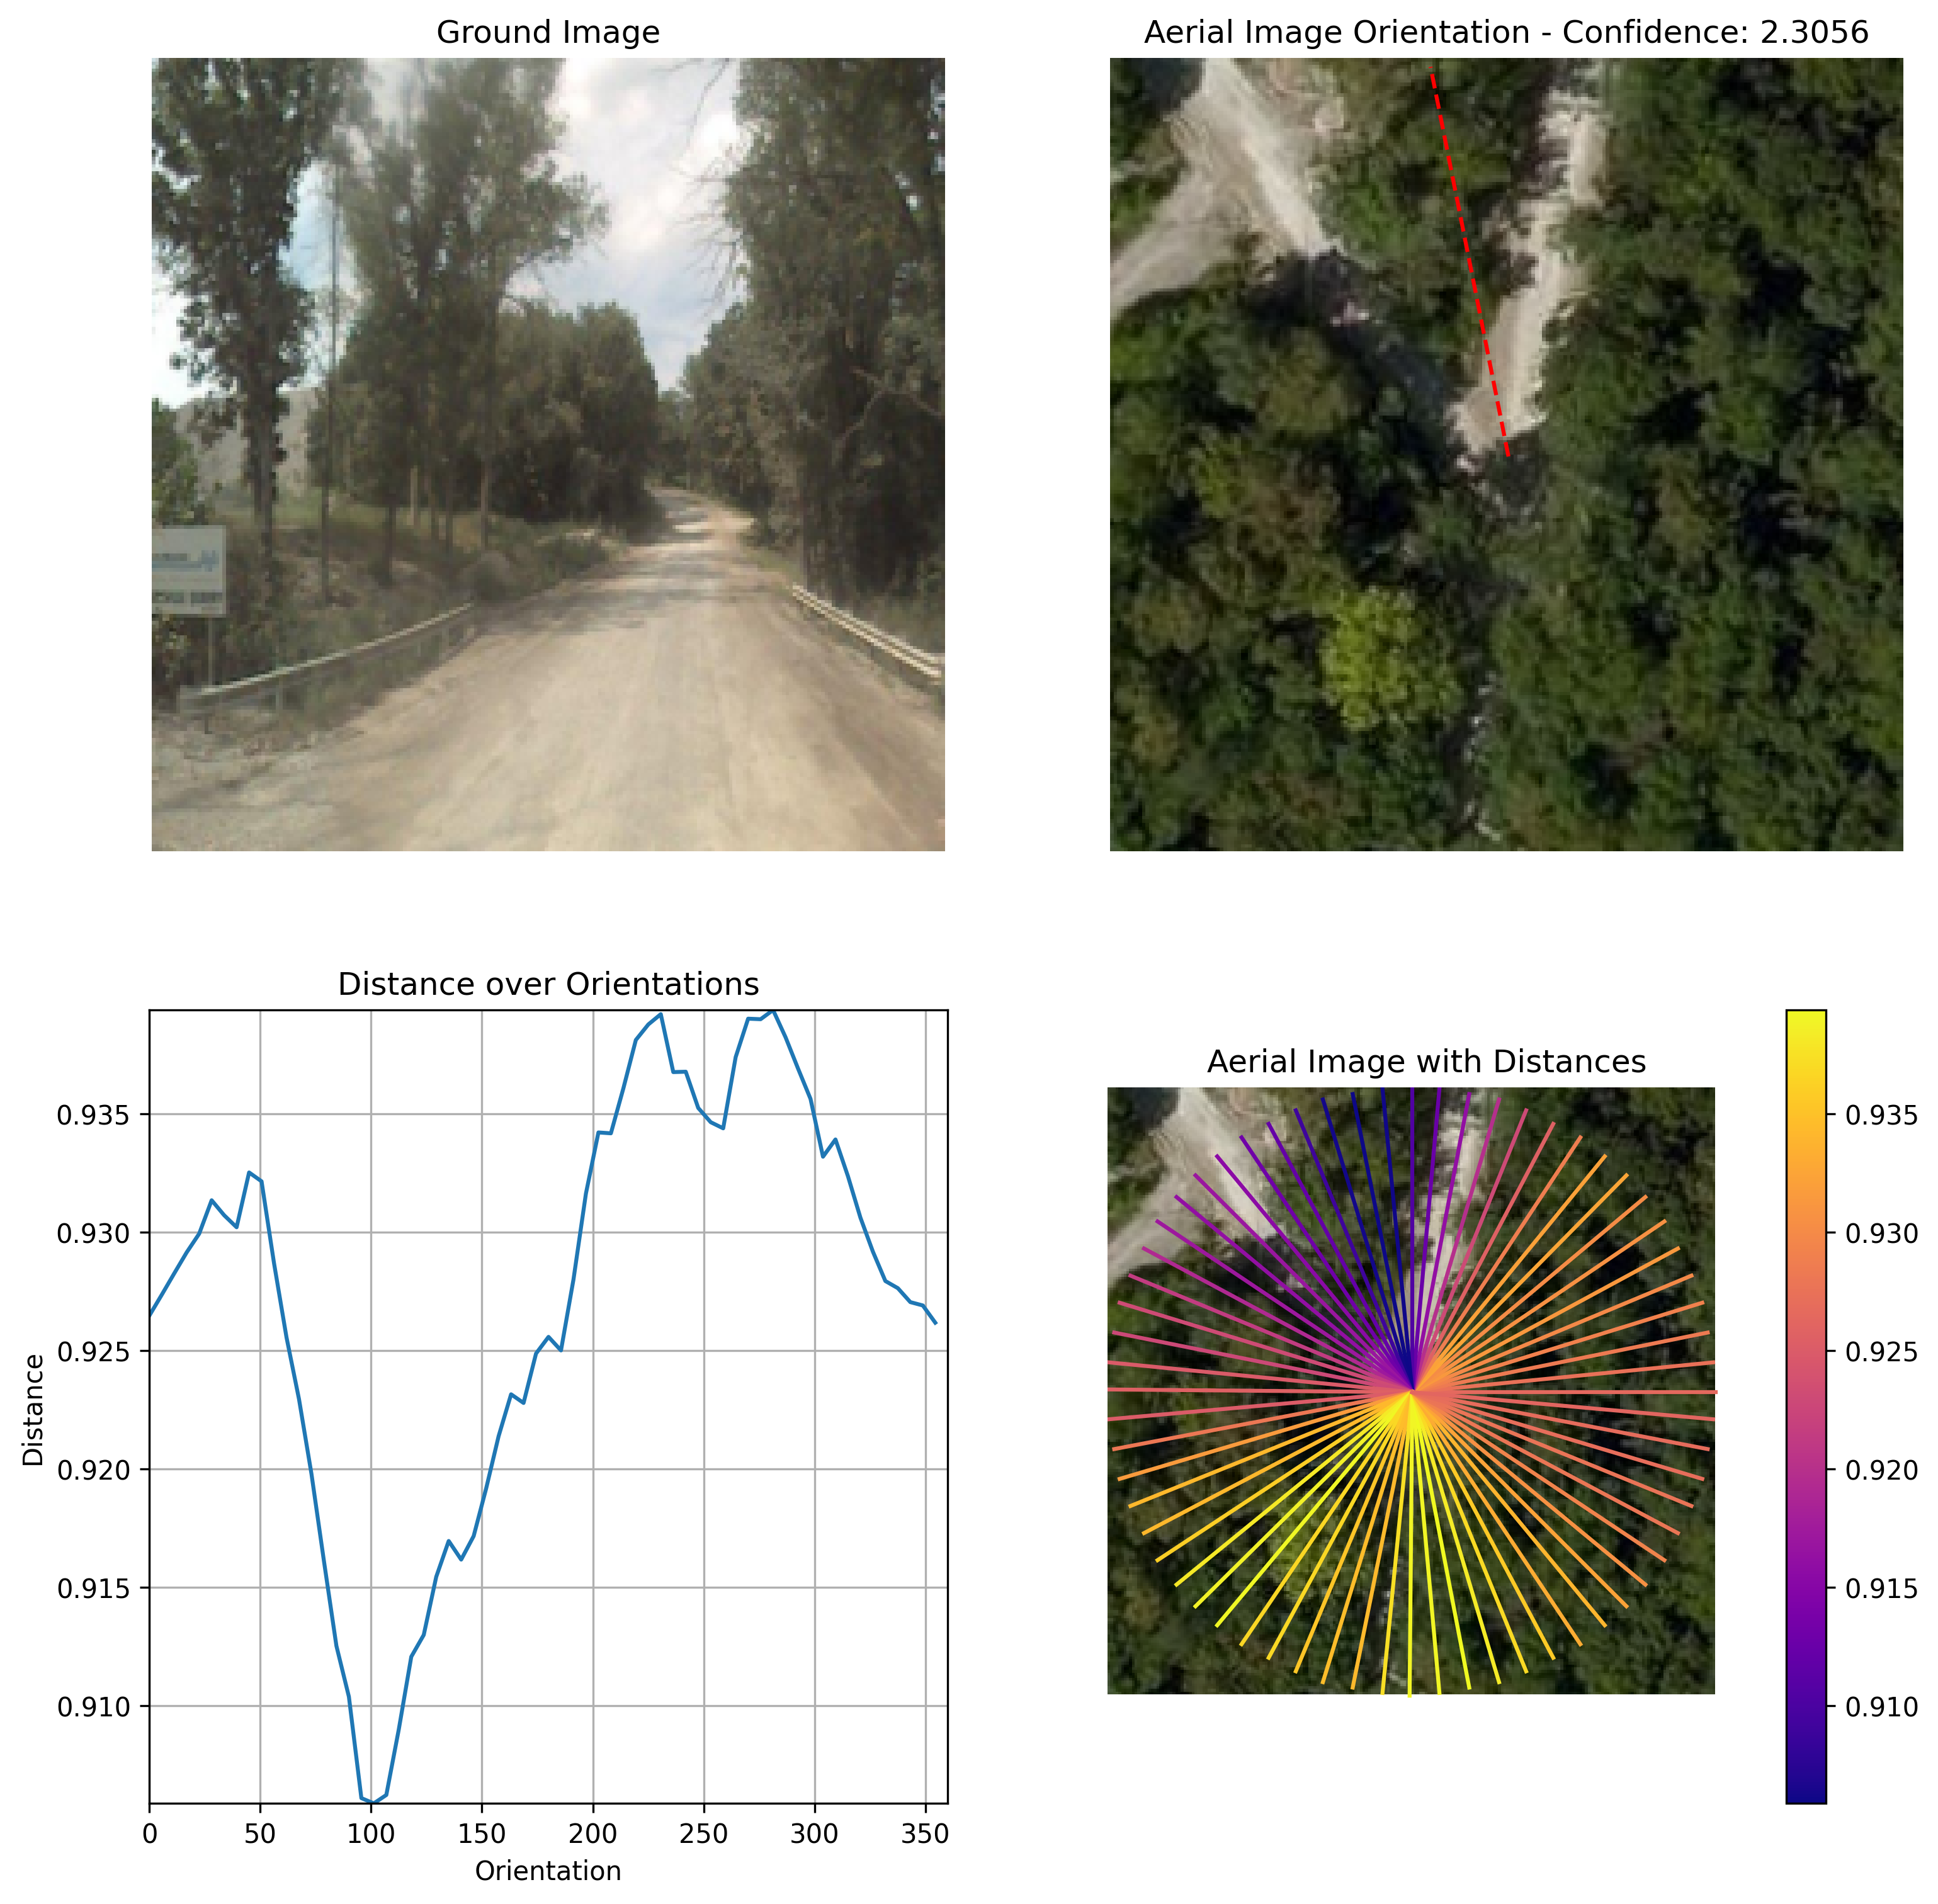 Ground Image
Aerial Image Orientation - Confidence: 2.3056
Distance over Orientations
0.935
0.930
0.925
0.920
0.915
0.910
Distance
0 50 100 150 200 250 300 350
Orientation
Aerial Image with Distances
0.935
0.930
0.925
0.920
0.915
0.910